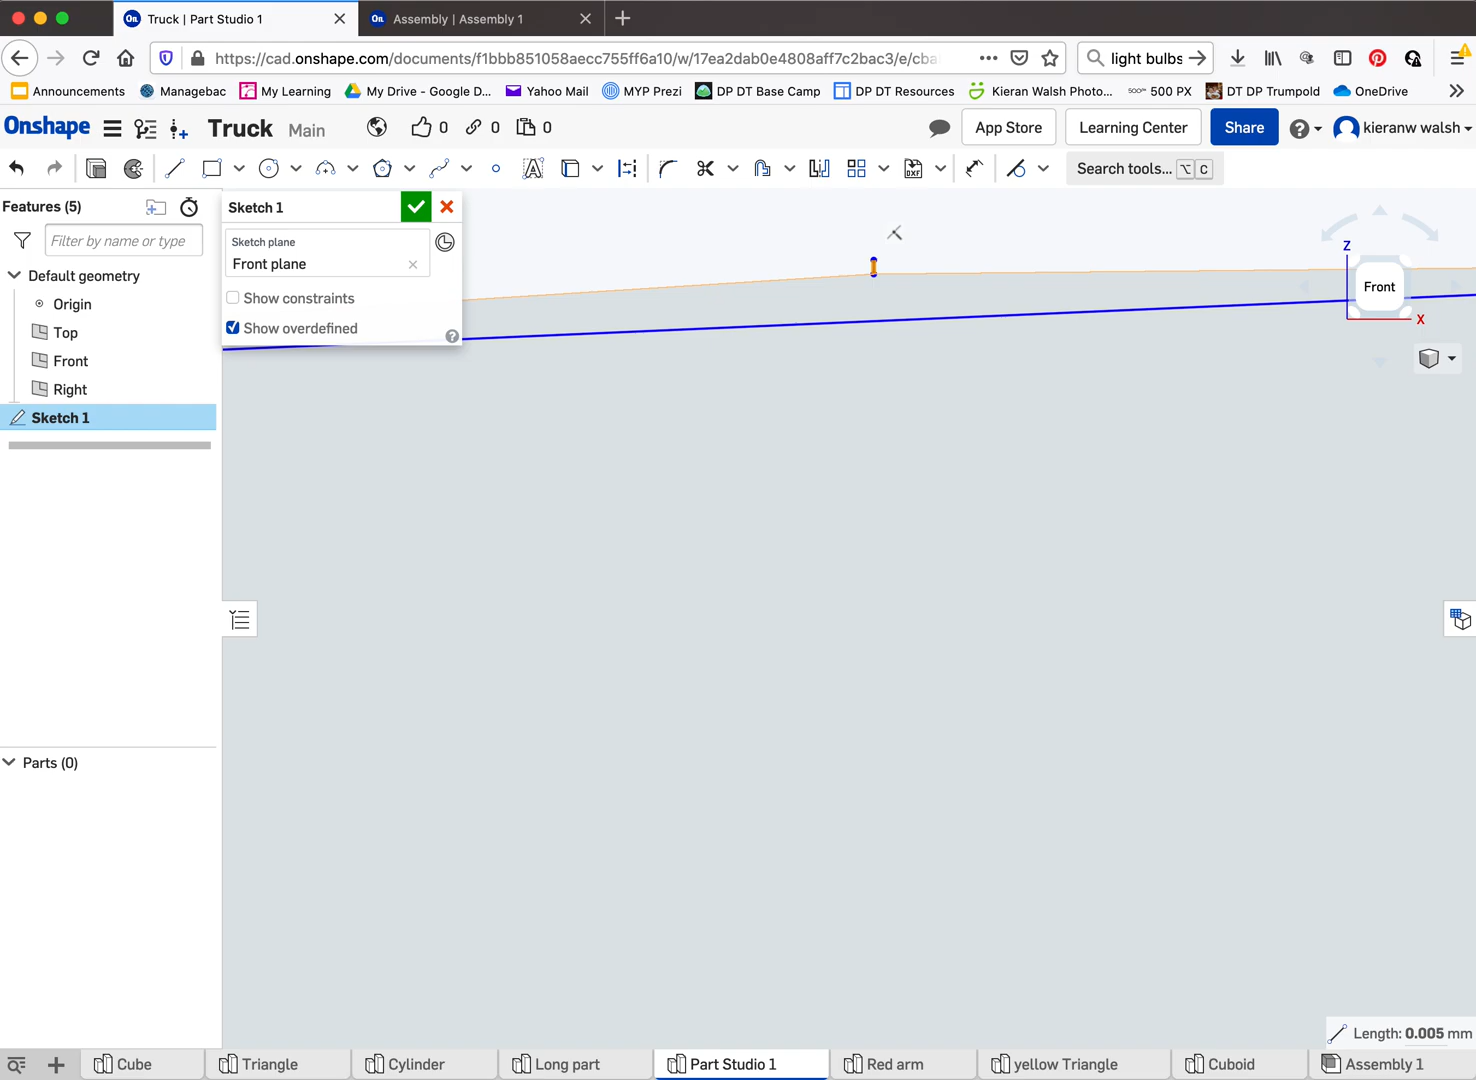 Truck | Part Studio 1
Assembly | Assembly 1
https://cad.onshape.com/documents/f1bbb851058aecc755ff6a10/w/17ea2dab0e4808aff7c2bac3/e/cba
light bulbs
Announcements
Managebac
My Learning
My Drive - Google D...
Yahoo Mail
MYP Prezi
DP DT Base Camp
DP DT Resources
Kieran Walsh Photo...
500 PX
DT DP Trumpold
OneDrive
Onshape
Truck Main
0
0
0
App Store
Learning Center
Share
kieranw walsh
Search tools... ⌥ C
Features (5)
Filter by name or type
Default geometry
Origin
Top
Front
Right
Sketch 1
Parts (0)
Sketch 1
Sketch plane
Front plane
Show constraints
Show overdefined
Z
Front
X
Length: 0.005 mm
Cube
Triangle
Cylinder
Long part
Part Studio 1
Red arm
yellow Triangle
Cuboid
Assembly 1